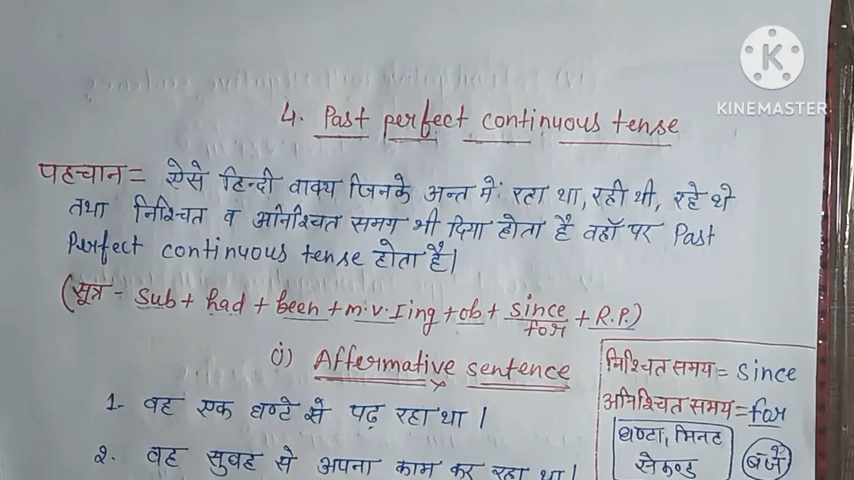 KINEMASTER
4. Past perfect continuous tense
पहचान = ऐसे हिन्दी वाक्य जिनके अन्त में रहा था, रही थी, रहे थे
तथा निश्चित व अनिश्चित समय भी दिया होता है वहाँ पर Past
Perfect continuous tense होता है।
(सूत्र - sub + had + been + m.v. I ing + ob + since/for + R.P.)
(i) Affermative sentence
1- वह एक घण्टे से पढ़ रहा था।
2. वह सुबह से अपना काम कर रहा था।
निश्चित समय = since
अनिश्चित समय = for
घण्टा, मिनट
सेकण्ड
बजे